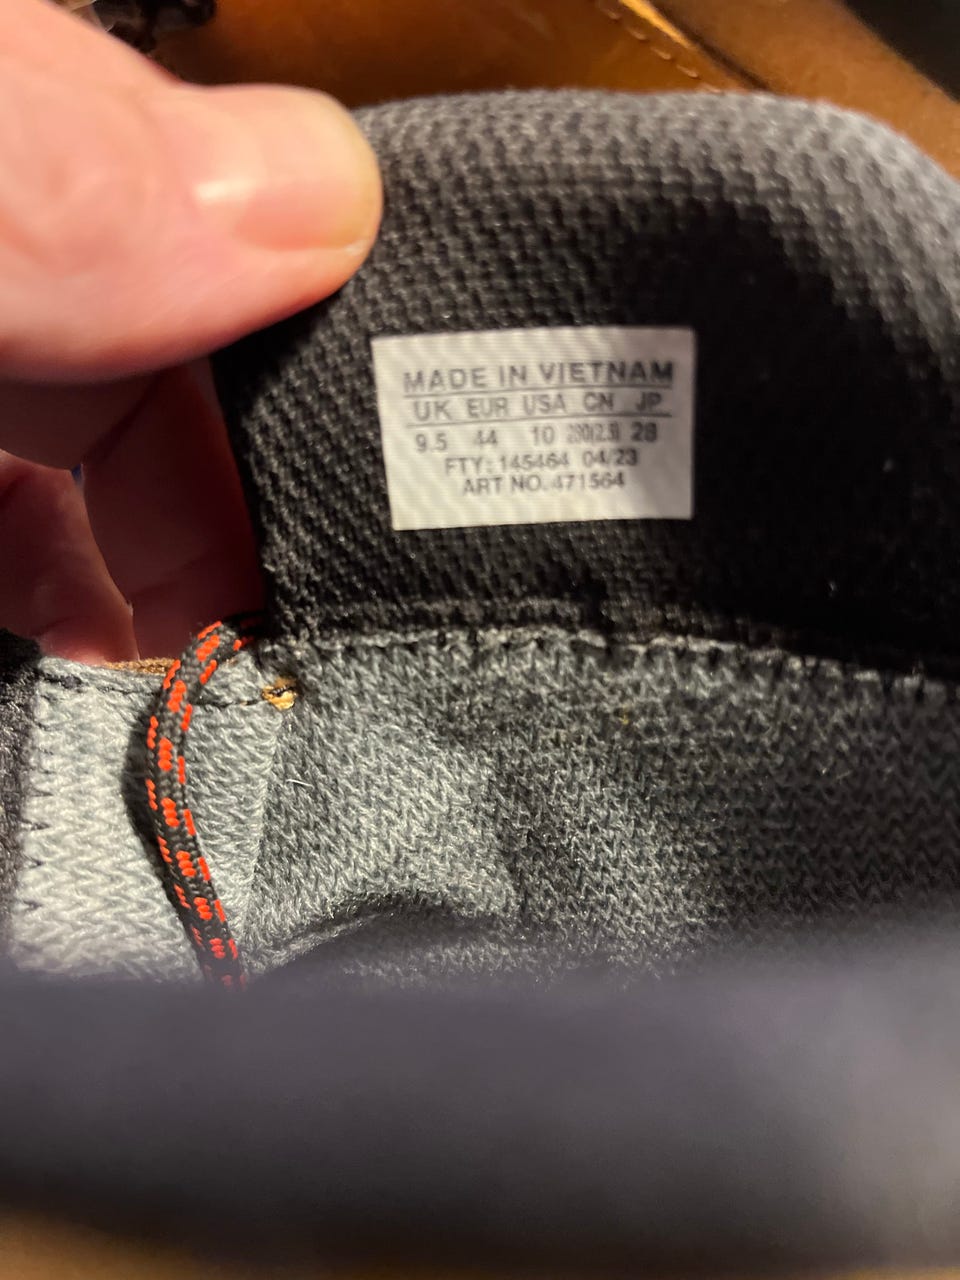 MADE IN VIETNAM
UK EUR USA CN JP
9.5 44 10 280(2.5) 28
FTY: 145464 04/23
ART NO. 471564